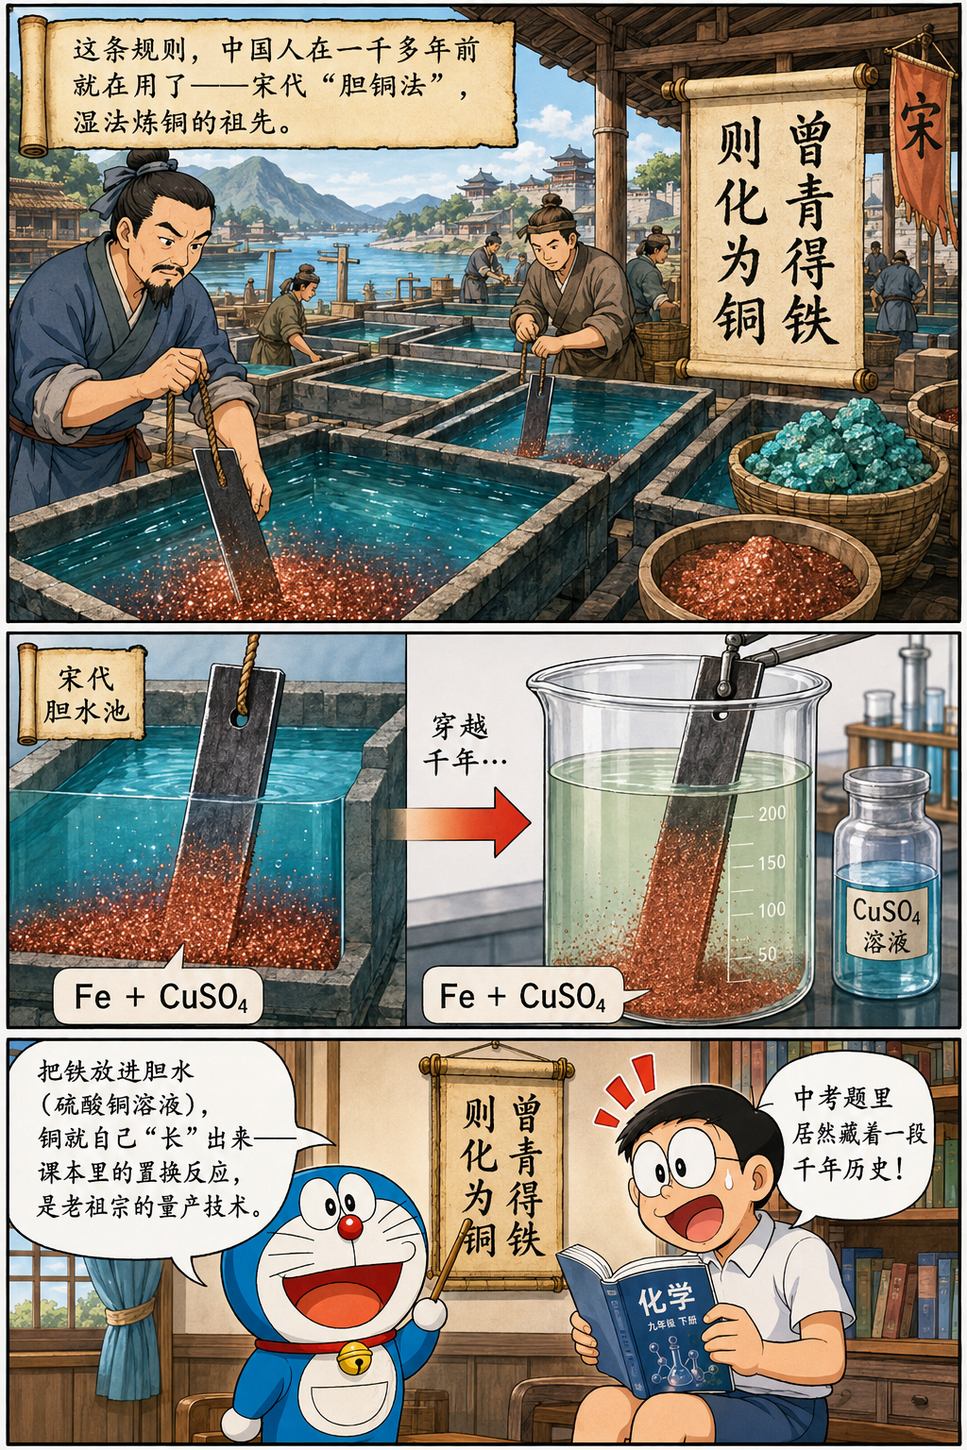 这条规则，中国人在一千多年前
就在用了——宋代“胆铜法”，
湿法炼铜的祖先。
曾青得铁
则化为铜
宋
宋代
胆水池
穿越
千年…
200
150
100
50
CuSO₄
溶液
Fe + CuSO₄
Fe + CuSO₄
把铁放进胆水
(硫酸铜溶液)，
铜就自己“长”出来——
课本里的置换反应，
是老祖宗的量产技术。
曾青得铁
则化为铜
中考题里
居然藏着一段
千年历史！
化学
九年级 下册